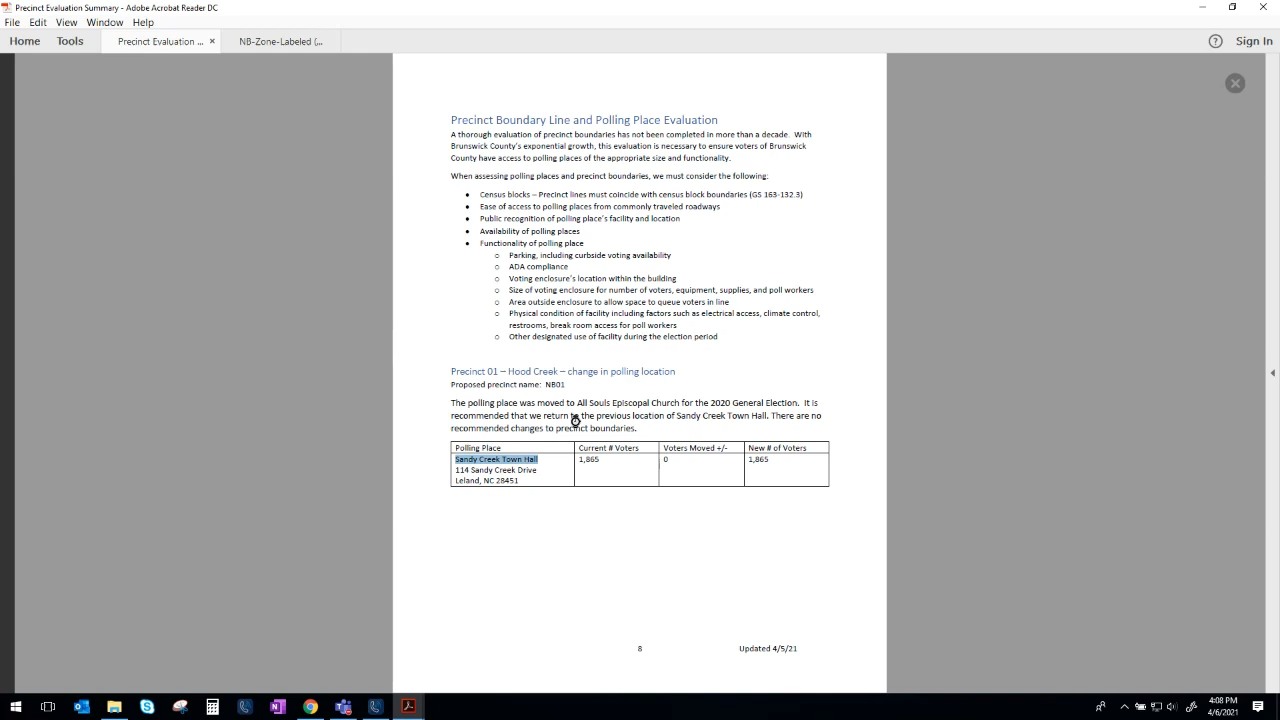 Precinct Evaluation Summary - Adobe Acrobat Reader DC
File Edit View Window Help
Home Tools Precinct Evaluation ... × NB-Zone-Labeled (... Sign In
Precinct Boundary Line and Polling Place Evaluation
A thorough evaluation of precinct boundaries has not been completed in more than a decade. With
Brunswick County's exponential growth, this evaluation is necessary to ensure voters of Brunswick
County have access to polling places of the appropriate size and functionality.
When assessing polling places and precinct boundaries, we must consider the following:
• Census blocks – Precinct lines must coincide with census block boundaries (GS 163-132.3)
• Ease of access to polling places from commonly traveled roadways
• Public recognition of polling place's facility and location
• Availability of polling places
• Functionality of polling place
o Parking, including curbside voting availability
o ADA compliance
o Voting enclosure's location within the building
o Size of voting enclosure for number of voters, equipment, supplies, and poll workers
o Area outside enclosure to allow space to queue voters in line
o Physical condition of facility including factors such as electrical access, climate control,
restrooms, break room access for poll workers
o Other designated use of facility during the election period
Precinct 01 – Hood Creek – change in polling location
Proposed precinct name: NB01
The polling place was moved to All Souls Episcopal Church for the 2020 General Election. It is
recommended that we return to the previous location of Sandy Creek Town Hall. There are no
recommended changes to precinct boundaries.
Polling Place Current # Voters Voters Moved +/- New # of Voters
Sandy Creek Town Hall 1,865 0 1,865
114 Sandy Creek Drive
Leland, NC 28451
8 Updated 4/5/21
4:08 PM
4/6/2021